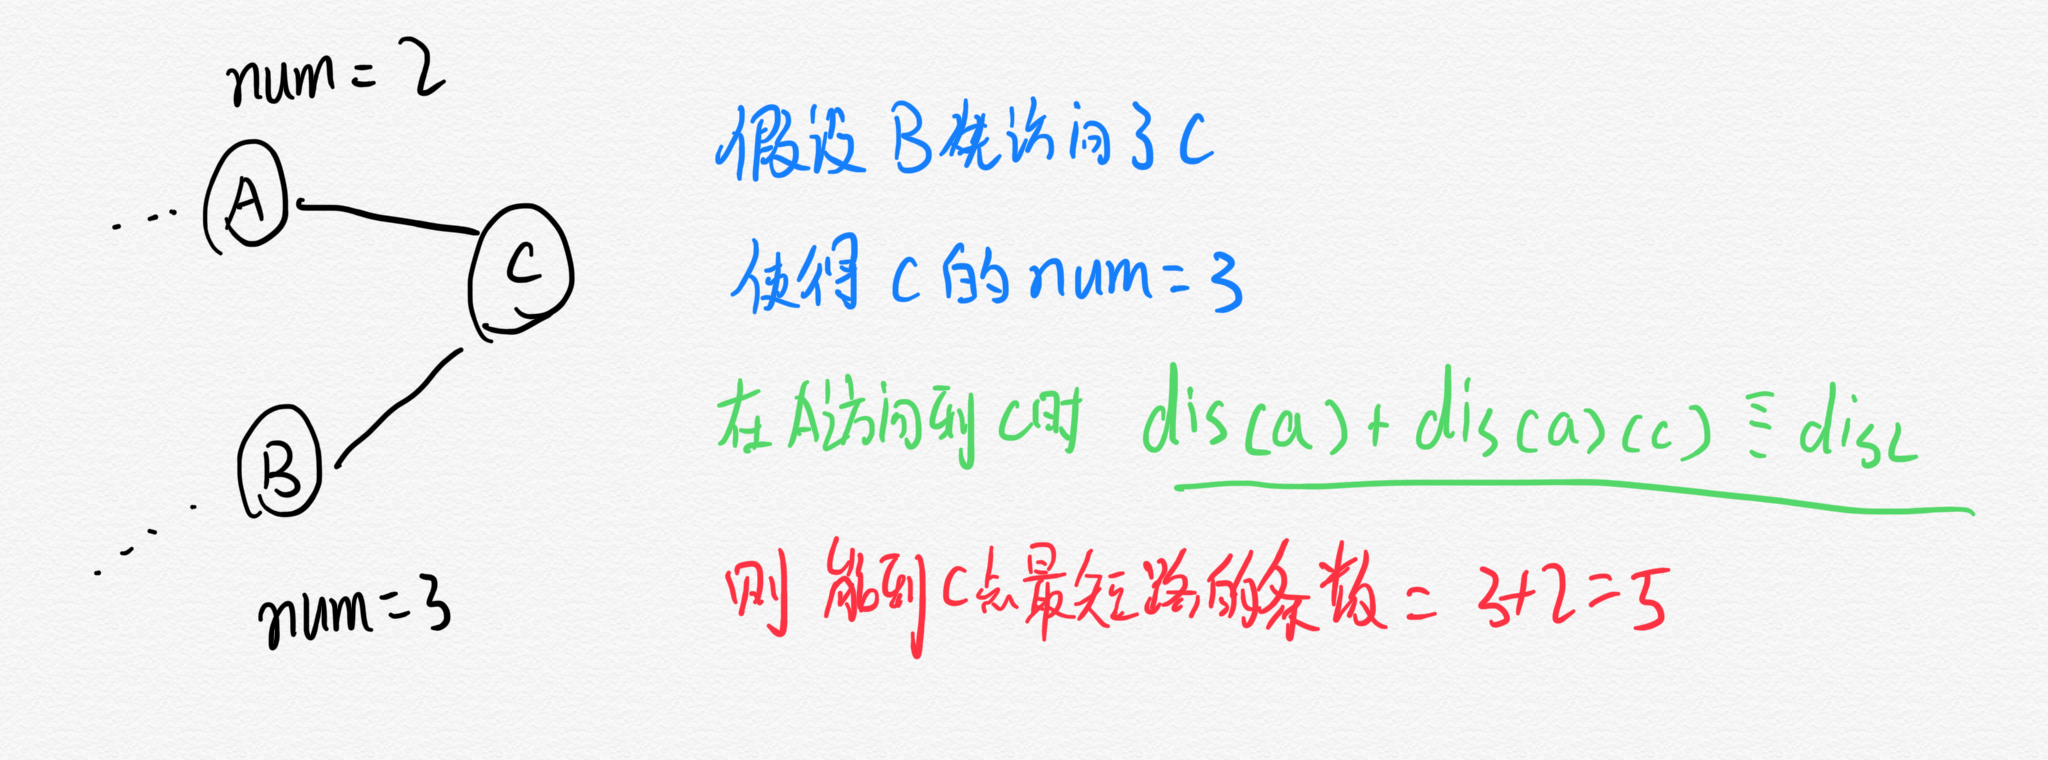 num = 2
A
C
B
num = 3
假设 B 先访问了 C
使得 C 的 num = 3
在 A访问到 C时 dis(a) + dis(a)(c) ≡ disc
则 能到 C点最短路的条数 = 3+2=5